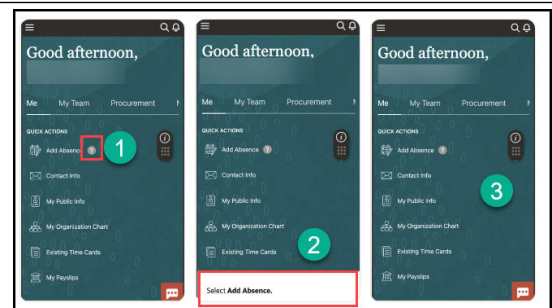 Good afternoon,
Me My Team Procurement
QUICK ACTIONS
Add Absence ?
1
Contact Info
My Public Info
My Organization Chart
Existing Time Cards
My Payslips
Good afternoon,
Me My Team Procurement
QUICK ACTIONS
Add Absence ?
Contact Info
My Public Info
My Organization Chart
Existing Time Cards
2
Select Add Absence.
Good afternoon,
Me My Team Procurement
QUICK ACTIONS
Add Absence ?
Contact Info
My Public Info
3
My Organization Chart
Existing Time Cards
My Payslips